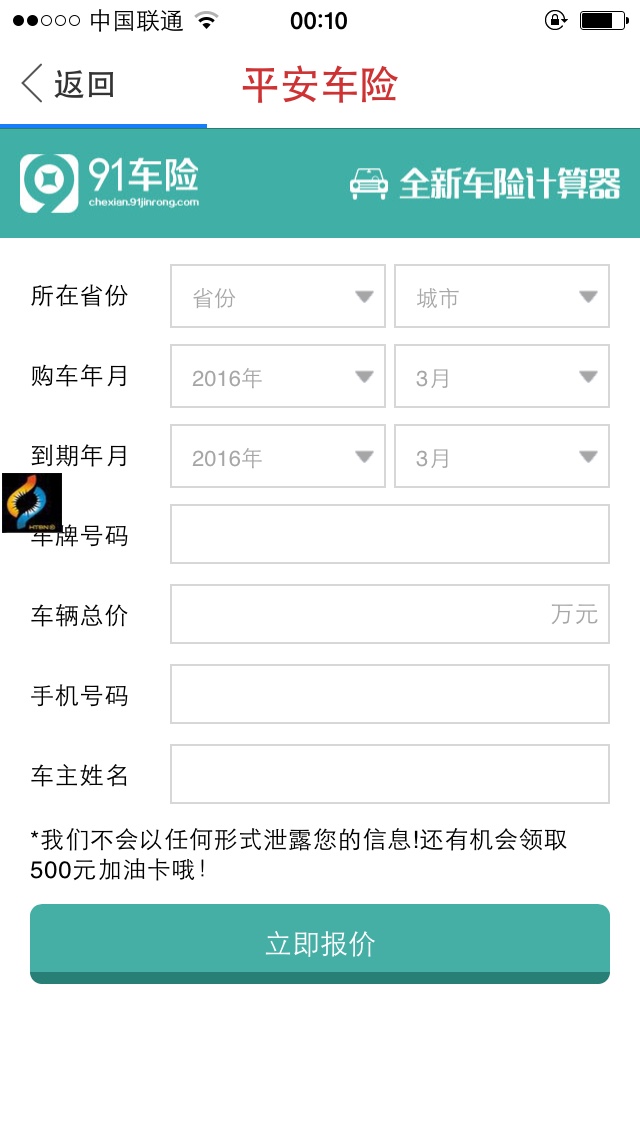 中国联通 00:10
返回 平安车险
91车险 全新车险计算器
chexian.91jinrong.com
所在省份 省份 城市
购车年月 2016年 3月
到期年月 2016年 3月
HTBN©
车牌号码
车辆总价 万元
手机号码
车主姓名
*我们不会以任何形式泄露您的信息!还有机会领取
500元加油卡哦!
立即报价